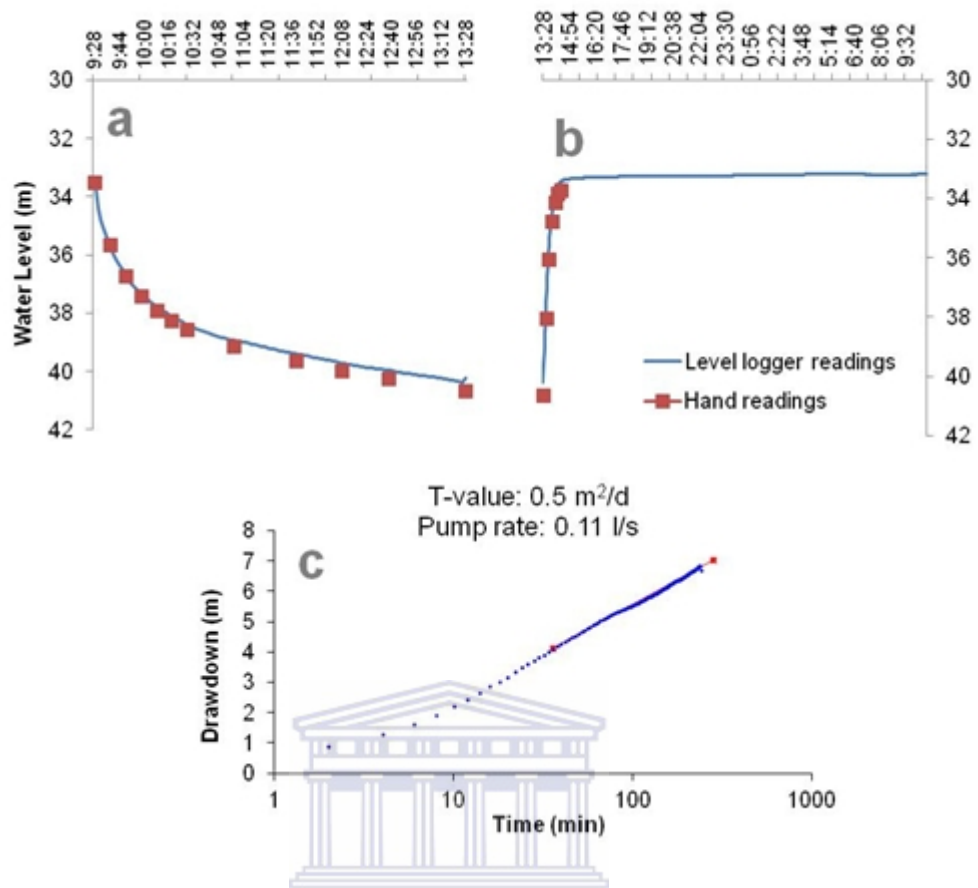 9:28 9:44 10:00 10:16 10:32 10:48 11:04 11:20 11:36 11:52 12:08 12:24 12:40 12:56 13:12 13:28
13:28 14:54 16:20 17:46 19:12 20:38 22:04 23:30 0:56 2:22 3:48 5:14 6:40 8:06 9:32
30
32
34
36
38
40
42
Water Level (m)
a
b
30
32
34
36
38
40
42
Level logger readings
Hand readings
T-value: 0.5 m²/d
Pump rate: 0.11 l/s
c
8
7
6
5
4
3
2
1
0
Drawdown (m)
1 10 100 1000
Time (min)